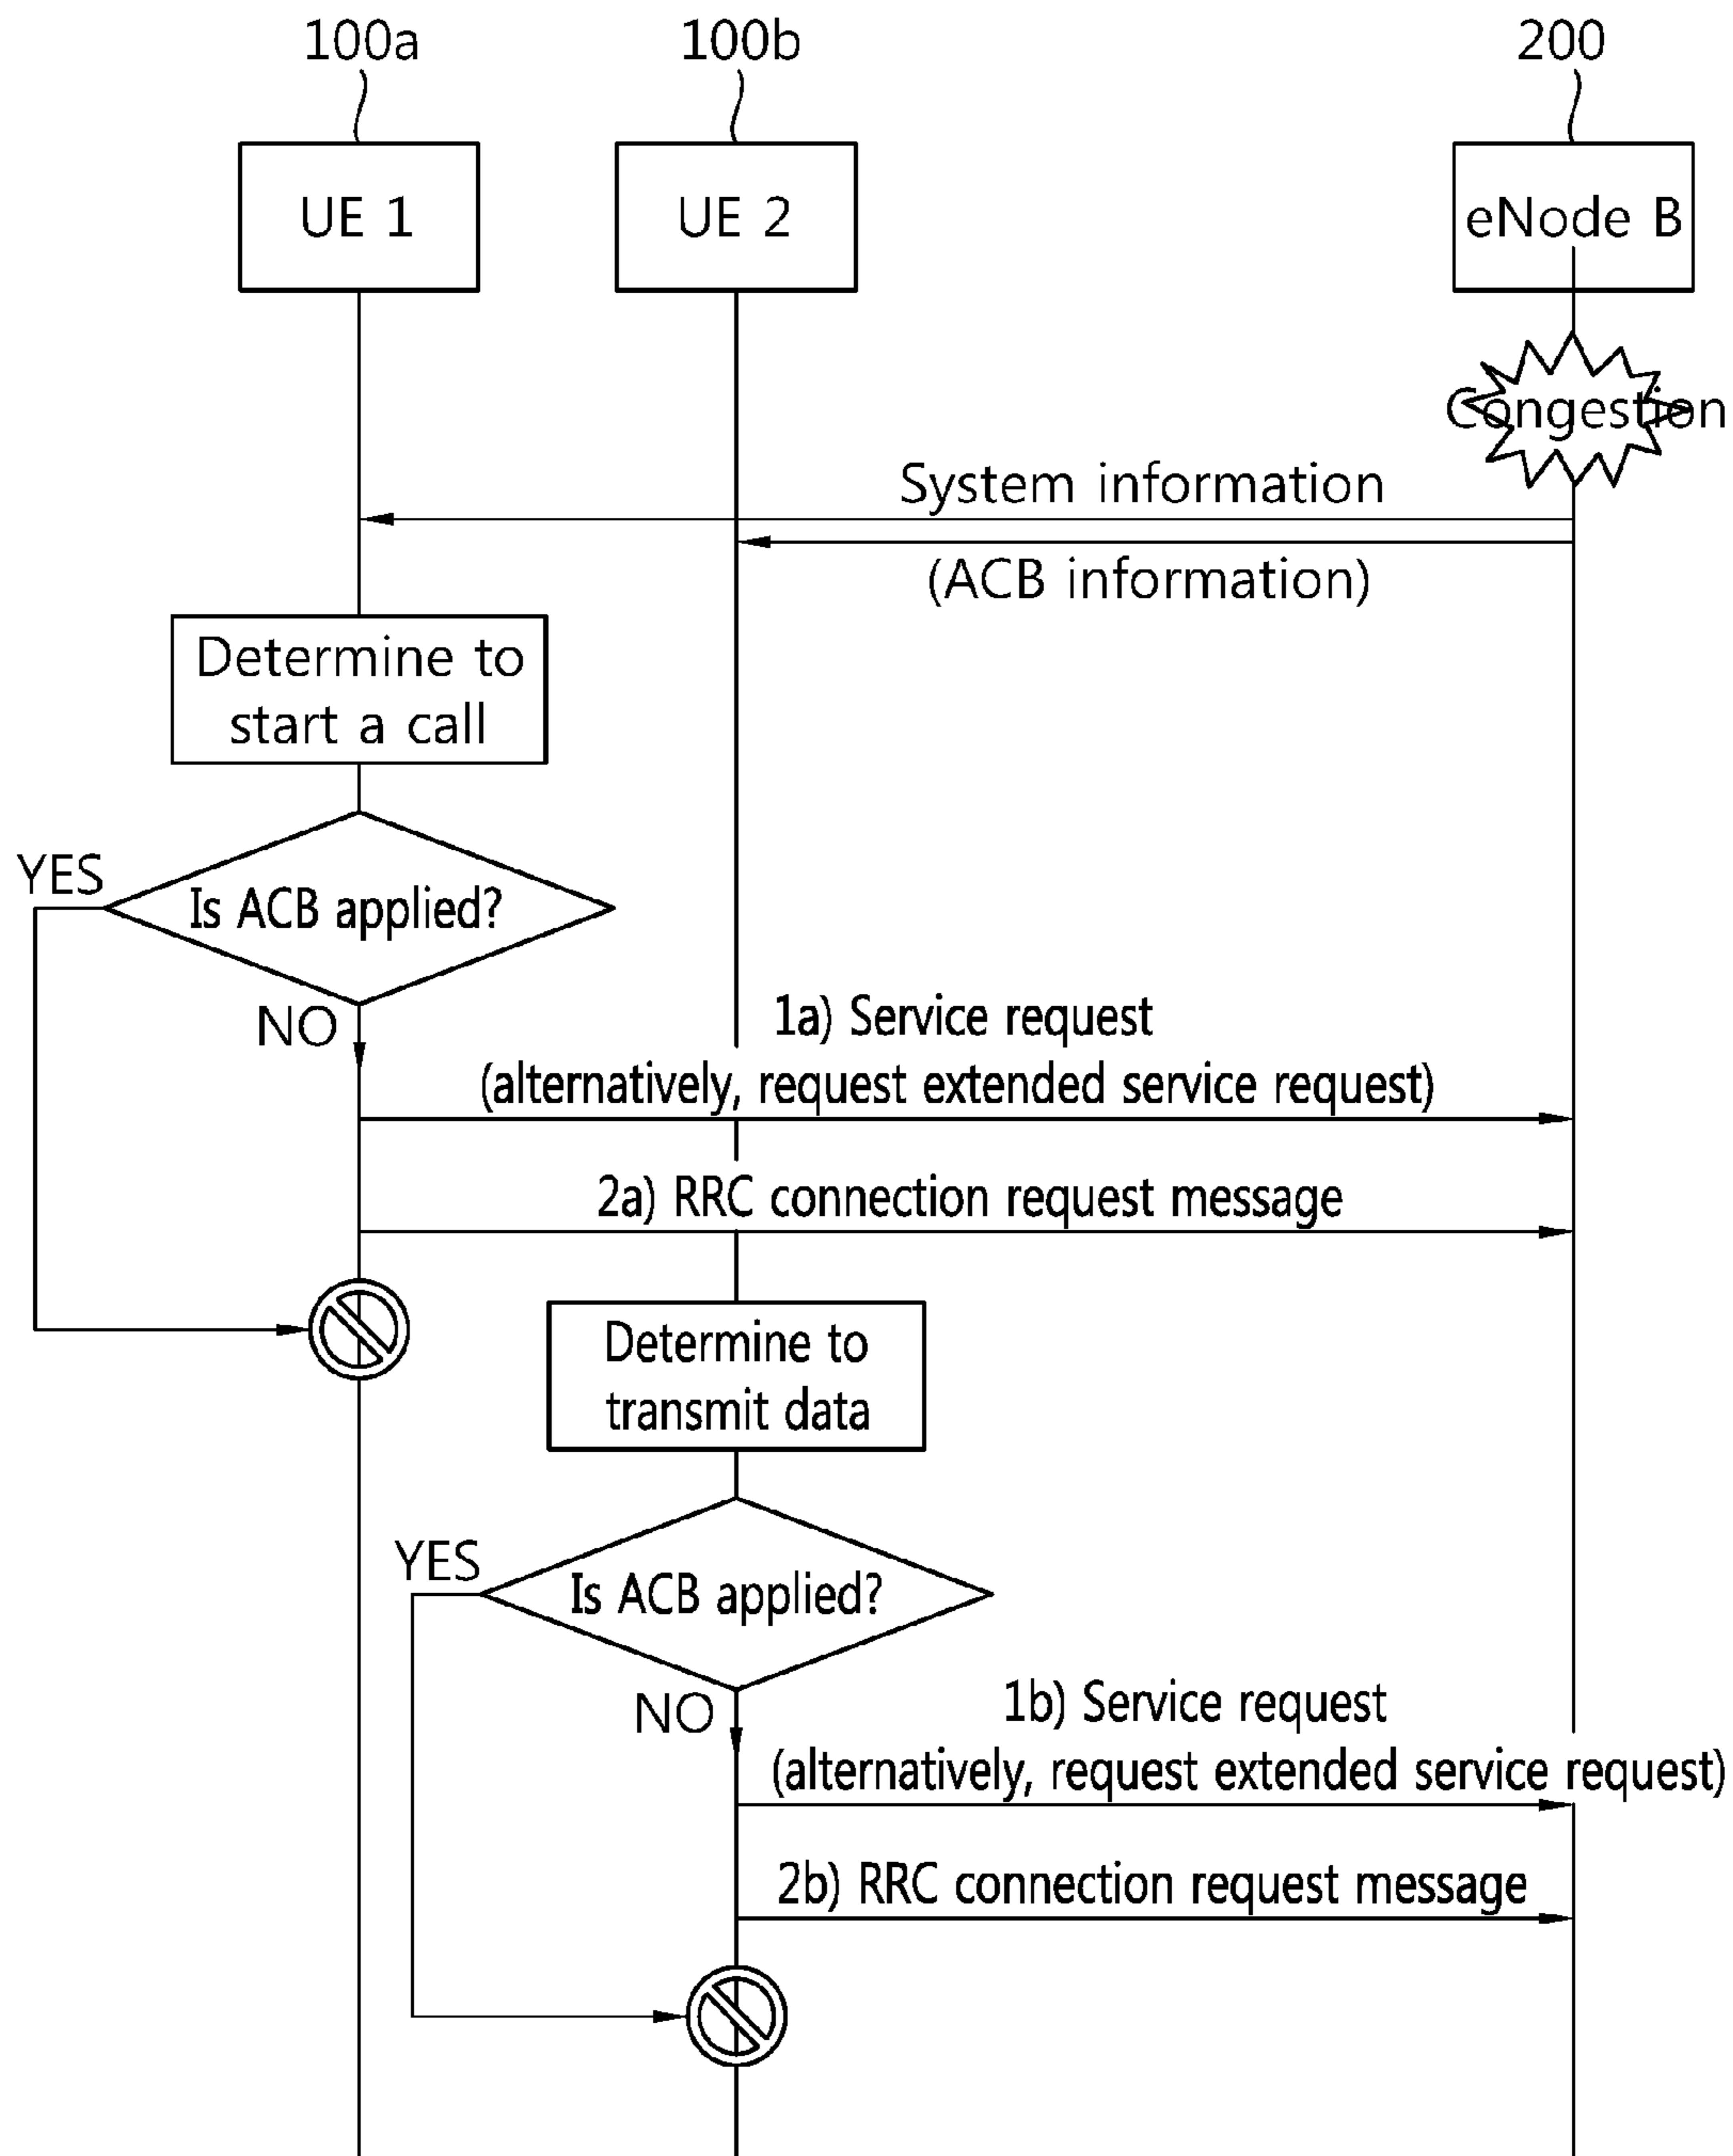 100a
100b
200
UE 1
UE 2
eNode B
Congestion
System information
(ACB information)
Determine to
start a call
YES
Is ACB applied?
NO
1a) Service request
(alternatively, request extended service request)
2a) RRC connection request message
Determine to
transmit data
YES
Is ACB applied?
NO
1b) Service request
(alternatively, request extended service request)
2b) RRC connection request message